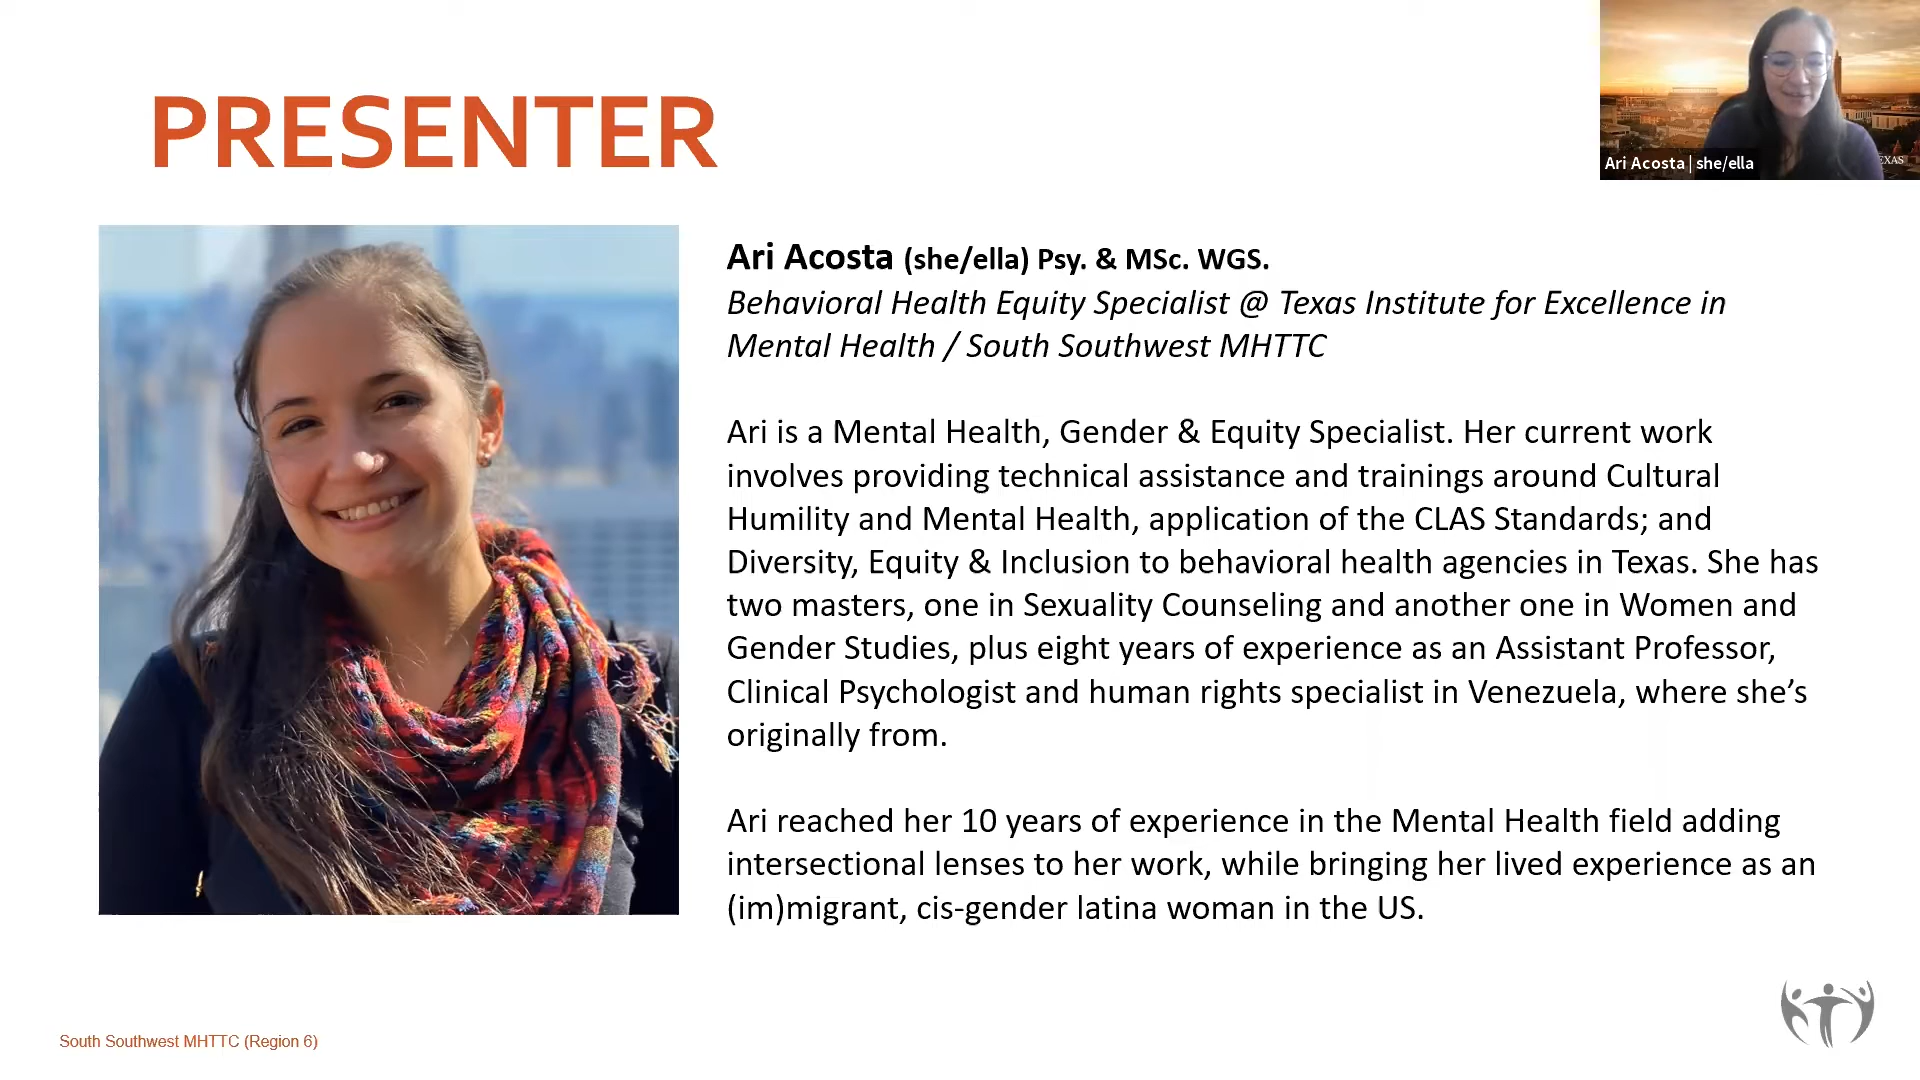 PRESENTER
EXAS
Ari Acosta | she/ella
Ari Acosta (she/ella) Psy. & MSc. WGS.
Behavioral Health Equity Specialist @ Texas Institute for Excellence in
Mental Health / South Southwest MHTTC
Ari is a Mental Health, Gender & Equity Specialist. Her current work
involves providing technical assistance and trainings around Cultural
Humility and Mental Health, application of the CLAS Standards; and
Diversity, Equity & Inclusion to behavioral health agencies in Texas. She has
two masters, one in Sexuality Counseling and another one in Women and
Gender Studies, plus eight years of experience as an Assistant Professor,
Clinical Psychologist and human rights specialist in Venezuela, where she’s
originally from.
Ari reached her 10 years of experience in the Mental Health field adding
intersectional lenses to her work, while bringing her lived experience as an
(im)migrant, cis-gender latina woman in the US.
South Southwest MHTTC (Region 6)